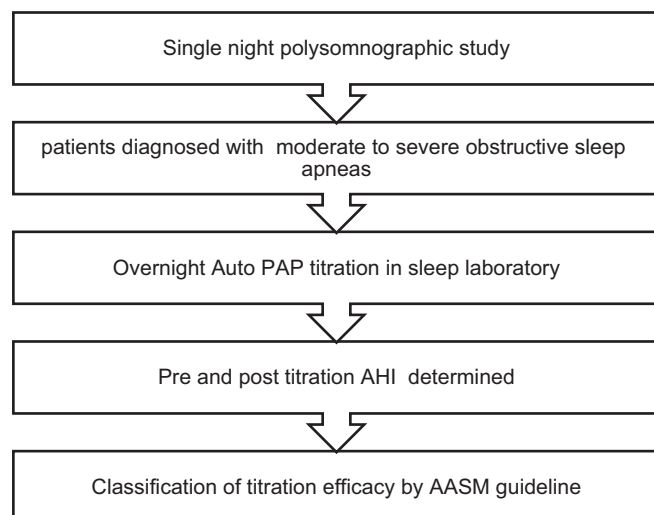 Single night polysomnographic study
patients diagnosed with moderate to severe obstructive sleep
apneas
Overnight Auto PAP titration in sleep laboratory
Pre and post titration AHI determined
Classification of titration efficacy by AASM guideline